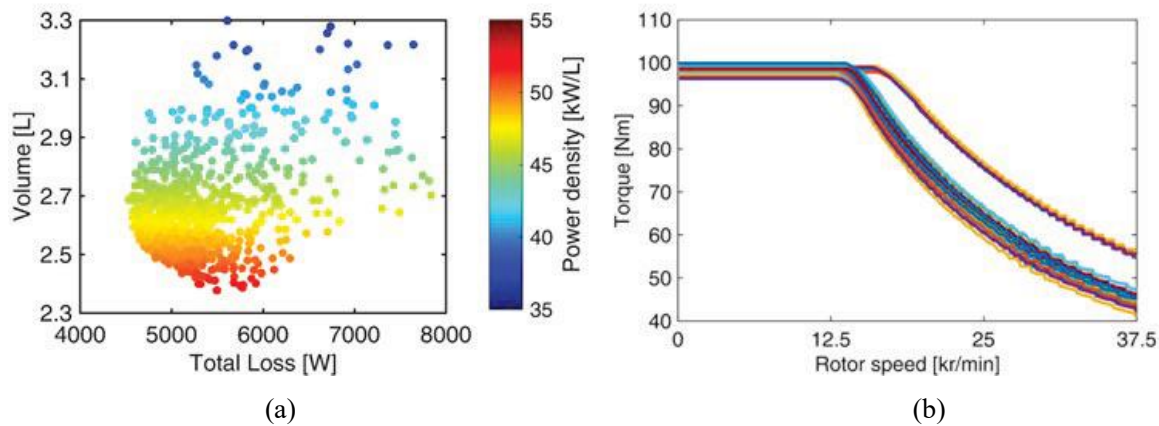 3.3
3.1
2.9
2.7
2.5
2.3
Volume [L]
4000 5000 6000 7000 8000
Total Loss [W]
55
50
45
40
35
Power density [kW/L]
(a)
110
100
90
80
70
60
50
40
Torque [Nm]
0 12.5 25 37.5
Rotor speed [kr/min]
(b)